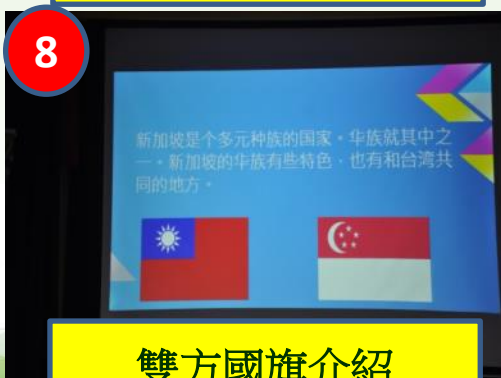 8
新加坡是个多元种族的国家。华族就其中之
一。新加坡的华族有些特色，也有和台湾共
同的地方。
雙方國旗介紹